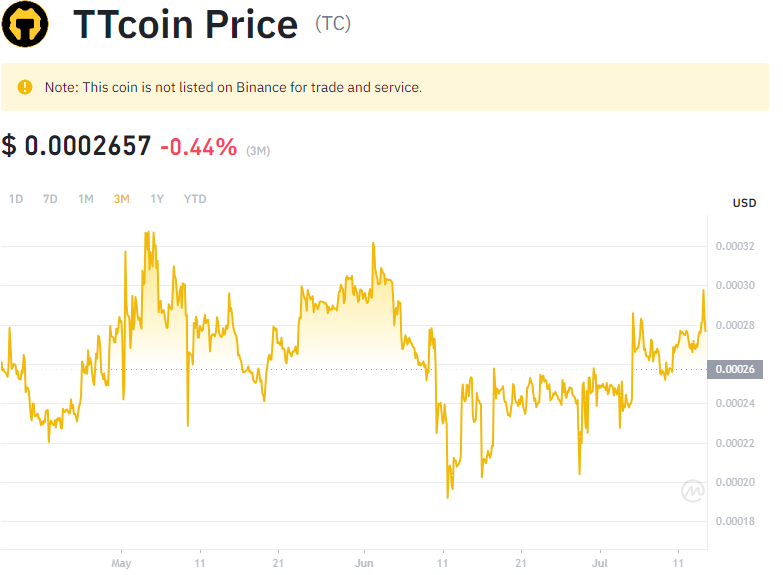 TTcoin Price (TC)
Note: This coin is not listed on Binance for trade and service.
$ 0.0002657 -0.44% (3M)
1D 7D 1M 3M 1Y YTD
USD
0.00032
0.00030
0.00028
0.00026
0.00024
0.00022
0.00020
0.00018
May 11 21 Jun 11 21 Jul 11